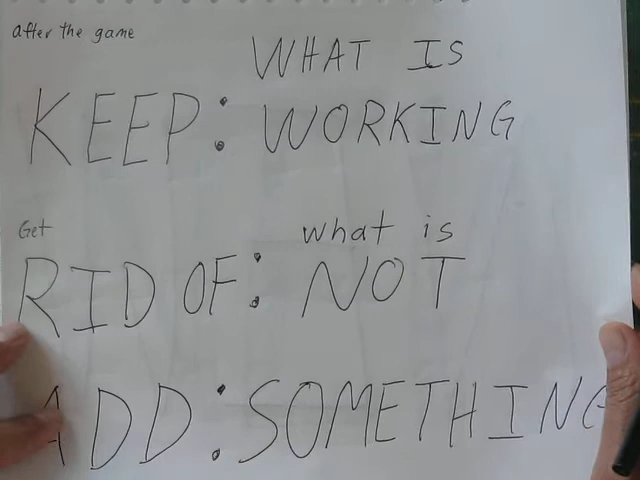 after the game
WHAT IS
KEEP: WORKING
Get what is
RID OF: NOT
ADD: SOMETHING